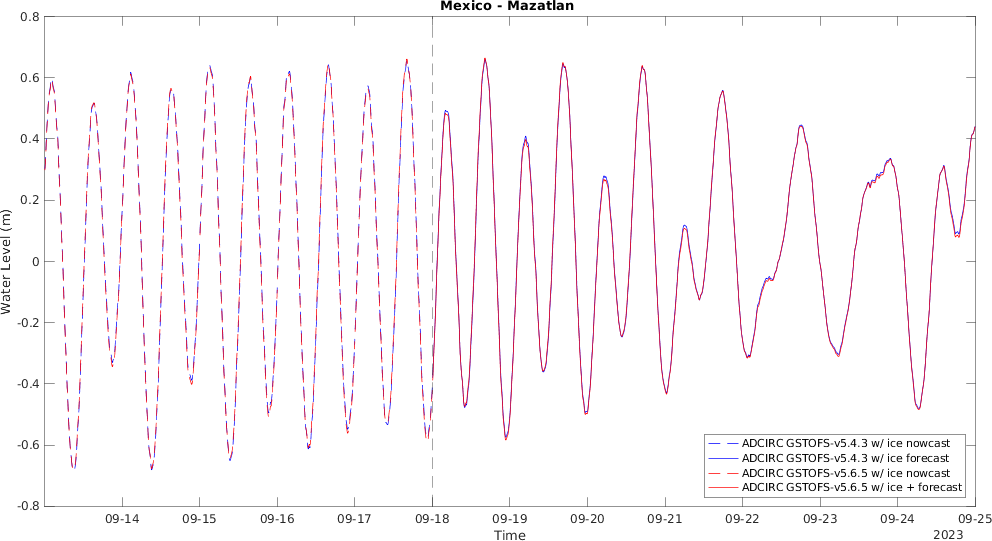 Mexico - Mazatlan
0.8
0.6
0.4
0.2
0
-0.2
-0.4
-0.6
-0.8
Water Level (m)
ADCIRC GSTOFS-v5.4.3 w/ ice nowcast
ADCIRC GSTOFS-v5.4.3 w/ ice forecast
ADCIRC GSTOFS-v5.6.5 w/ ice nowcast
ADCIRC GSTOFS-v5.6.5 w/ ice + forecast
09-14 09-15 09-16 09-17 09-18 09-19 09-20 09-21 09-22 09-23 09-24 09-25
Time
2023